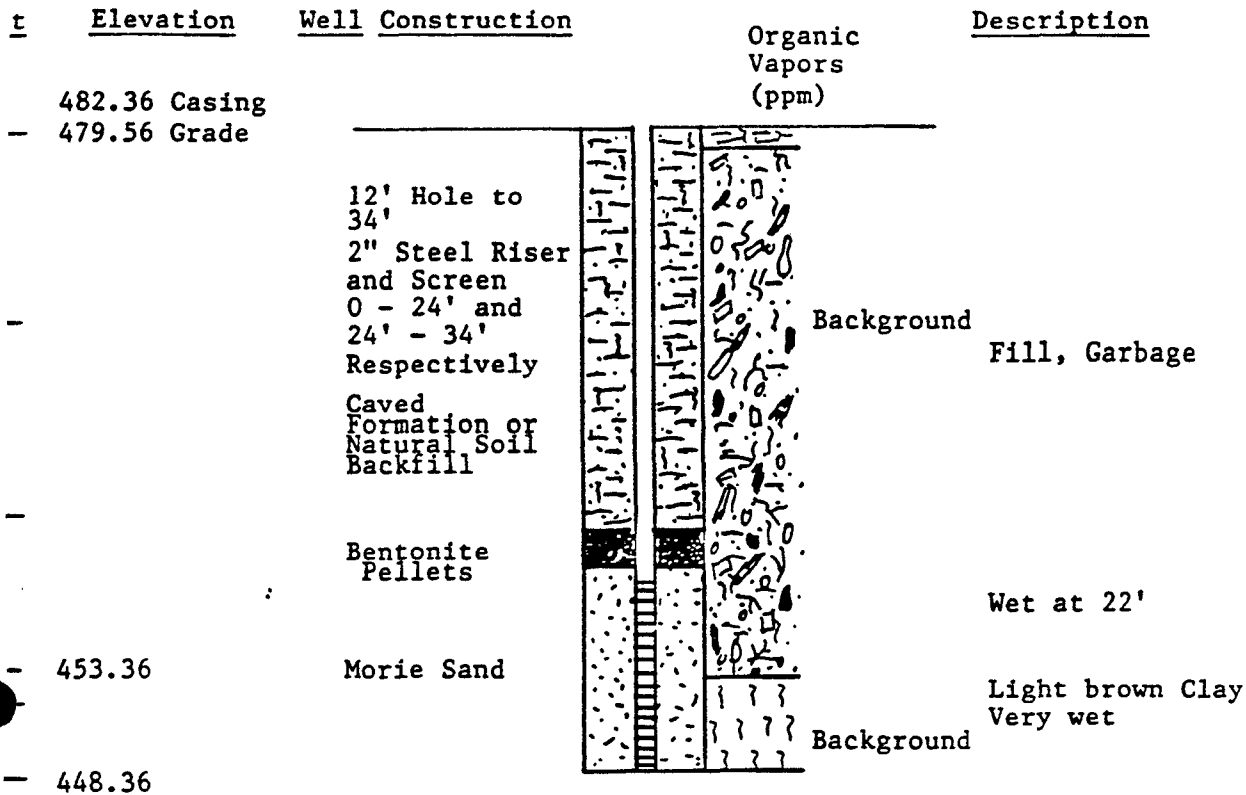 t Elevation Well Construction Description
Organic
Vapors
(ppm)
482.36 Casing
479.56 Grade
12' Hole to
34'
2" Steel Riser
and Screen
0 - 24' and
24' - 34'
Respectively
Background
Fill, Garbage
Caved
Formation or
Natural Soil
Backfill
Bentonite
Pellets
Wet at 22'
453.36
Morie Sand
Light brown Clay
Very wet
Background
448.36